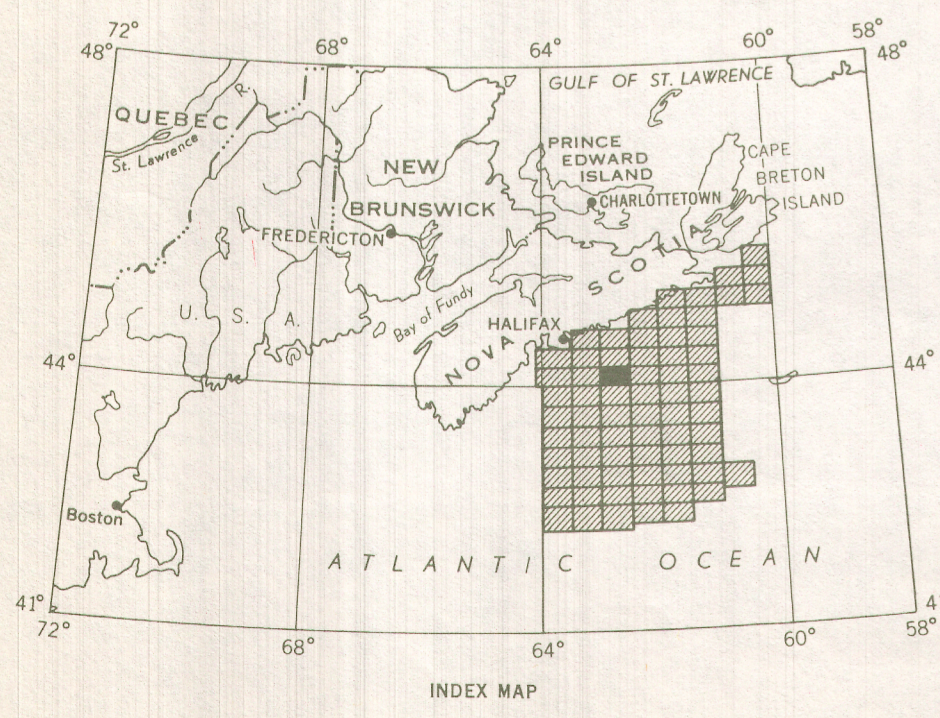 72°
68°
64°
60°
58°
48°
48°
GULF OF ST. LAWRENCE
R.
QUEBEC
St. Lawrence
PRINCE
EDWARD
ISLAND
CAPE
BRETON
ISLAND
NEW
BRUNSWICK
CHARLOTTETOWN
FREDERICTON
U. S. A.
Bay of Fundy
HALIFAX
NOVA SCOTIA
44°
44°
Boston
ATLANTIC OCEAN
41°
4
72°
68°
64°
60°
58°
INDEX MAP